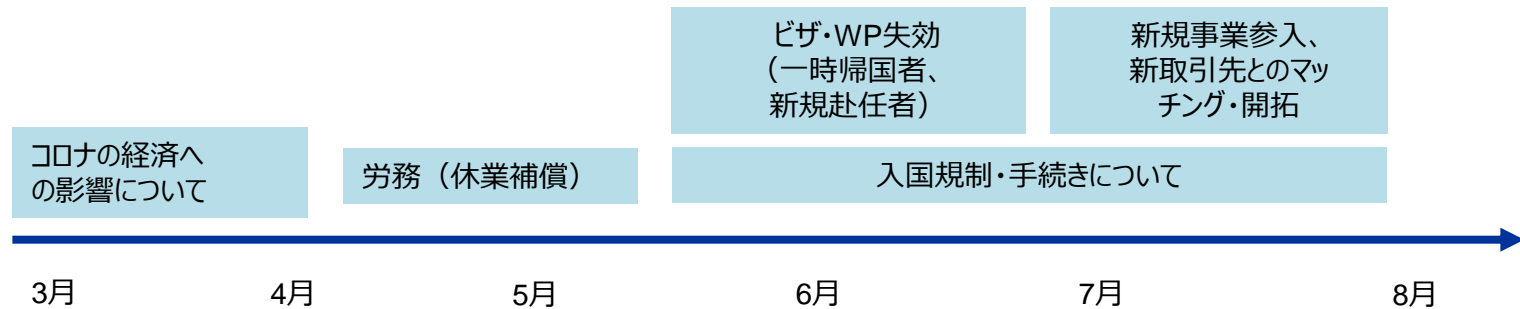 ビザ・WP失効
（一時帰国者、
新規赴任者）
新規事業参入、
新取引先とのマッ
チング・開拓
コロナの経済へ
の影響について
労務（休業補償）
入国規制・手続きについて
3月
4月
5月
6月
7月
8月